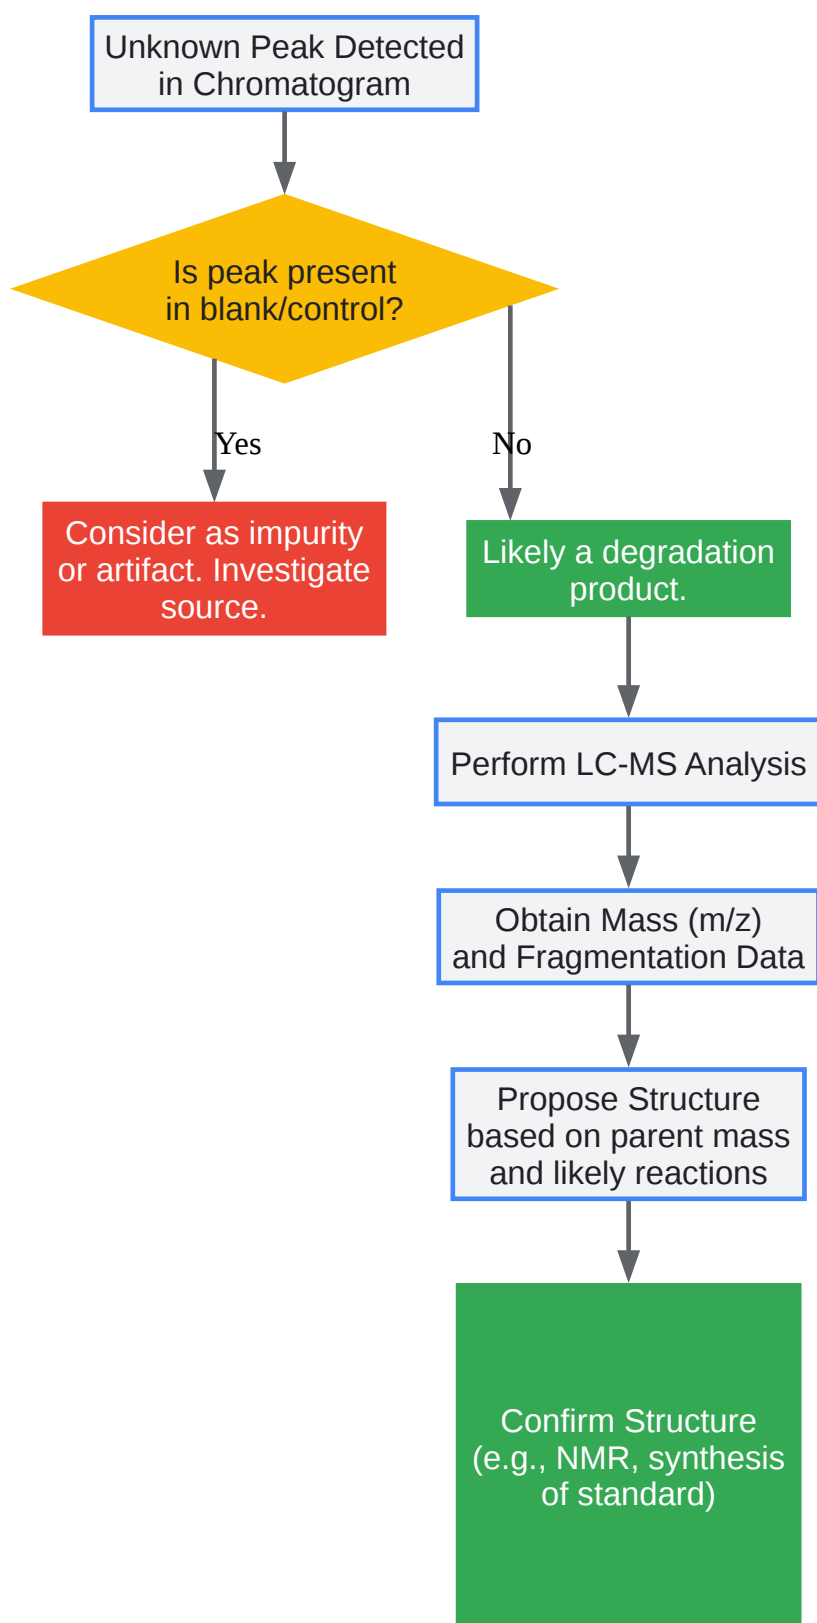 Unknown Peak Detected
in Chromatogram
Is peak present
in blank/control?
Yes
No
Consider as impurity
or artifact. Investigate
source.
Likely a degradation
product.
Perform LC-MS Analysis
Obtain Mass (m/z)
and Fragmentation Data
Propose Structure
based on parent mass
and likely reactions
Confirm Structure
(e.g., NMR, synthesis
of standard)